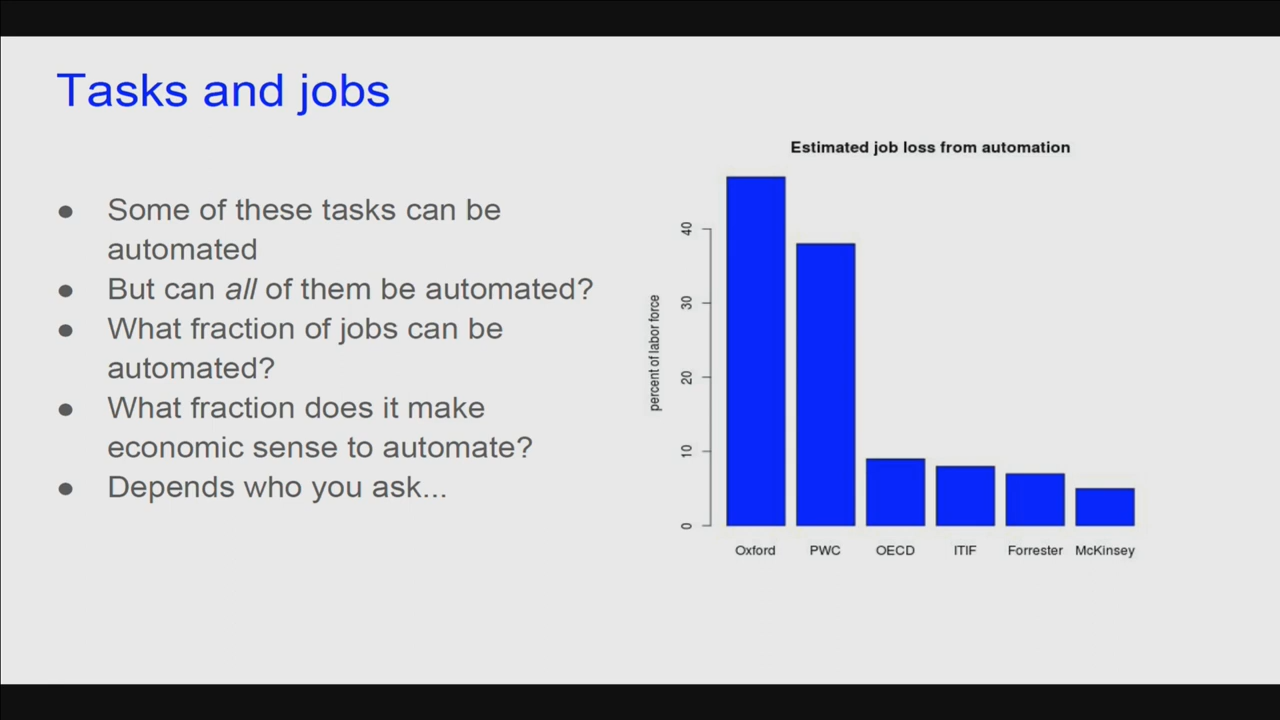 Tasks and jobs
● Some of these tasks can be
automated
● But can all of them be automated?
● What fraction of jobs can be
automated?
● What fraction does it make
economic sense to automate?
● Depends who you ask...
Estimated job loss from automation
percent of labor force
40
30
20
10
0
Oxford PWC OECD ITIF Forrester McKinsey